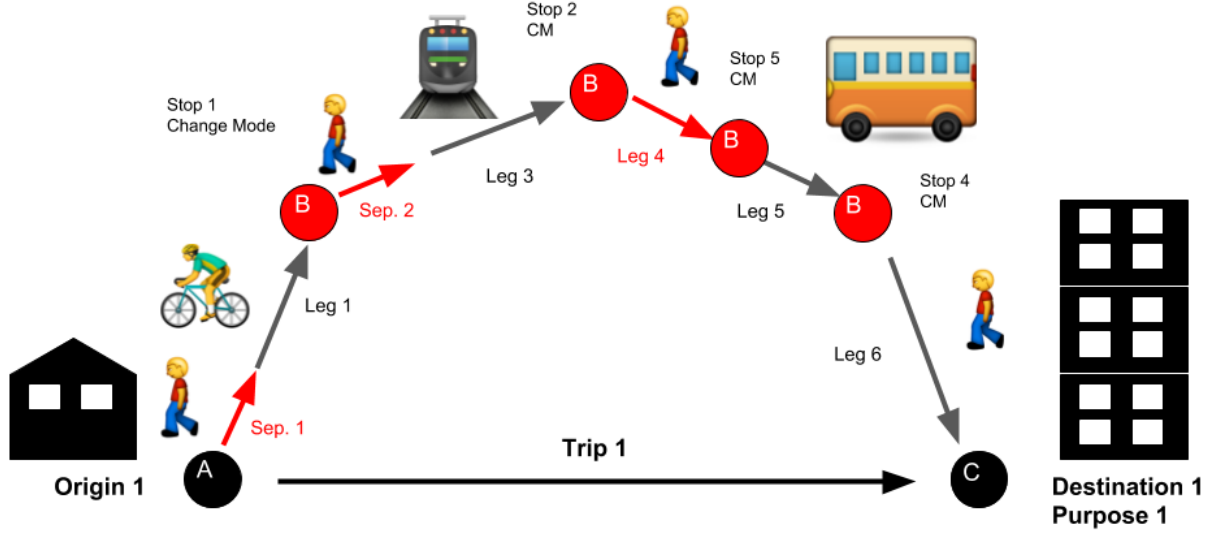 Stop 2
CM
Stop 5
CM
Stop 1
Change Mode
B
B
Leg 4
Leg 3
B
B
B
Sep. 2
Leg 5
Stop 4
CM
Leg 1
Leg 6
Sep. 1
Trip 1
A
C
Origin 1
Destination 1
Purpose 1